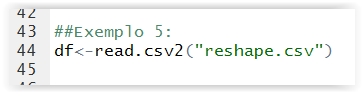 42
43 ##Exemplo 5:
44 df<-read.csv2("reshape.csv")
45